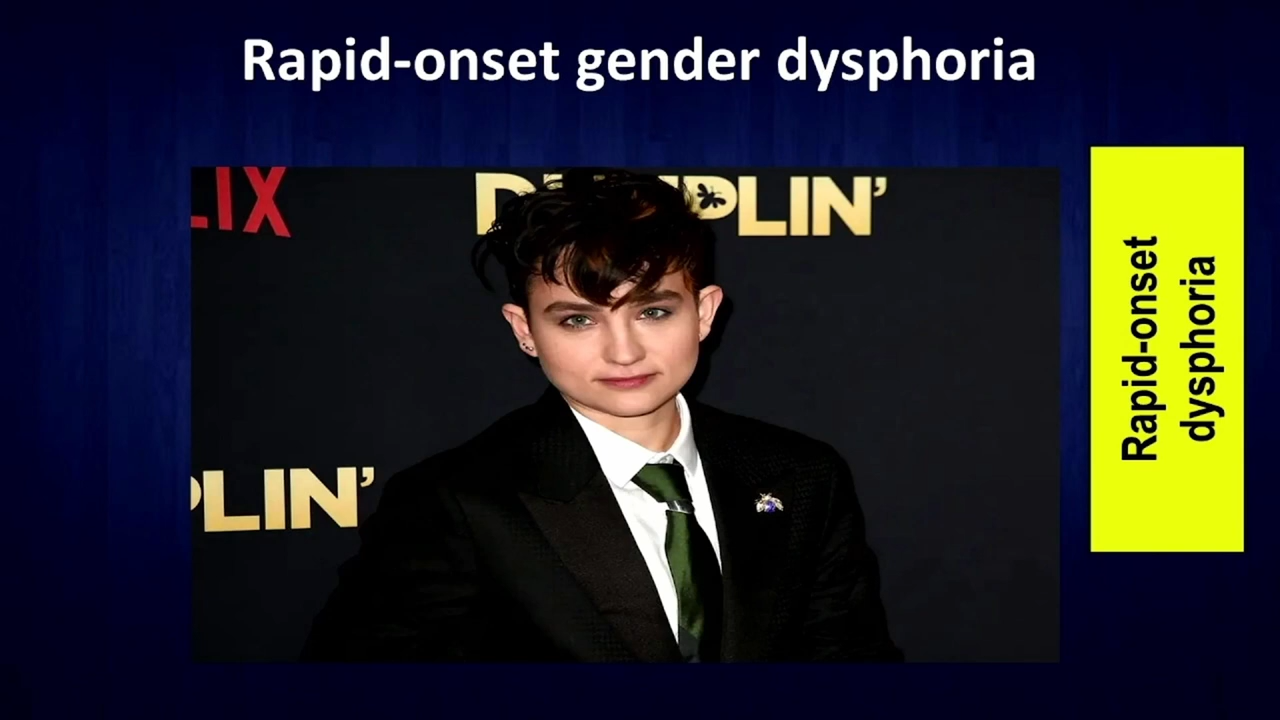 Rapid-onset gender dysphoria
LIX
D PLIN'
PLIN'
Rapid-onset
dysphoria